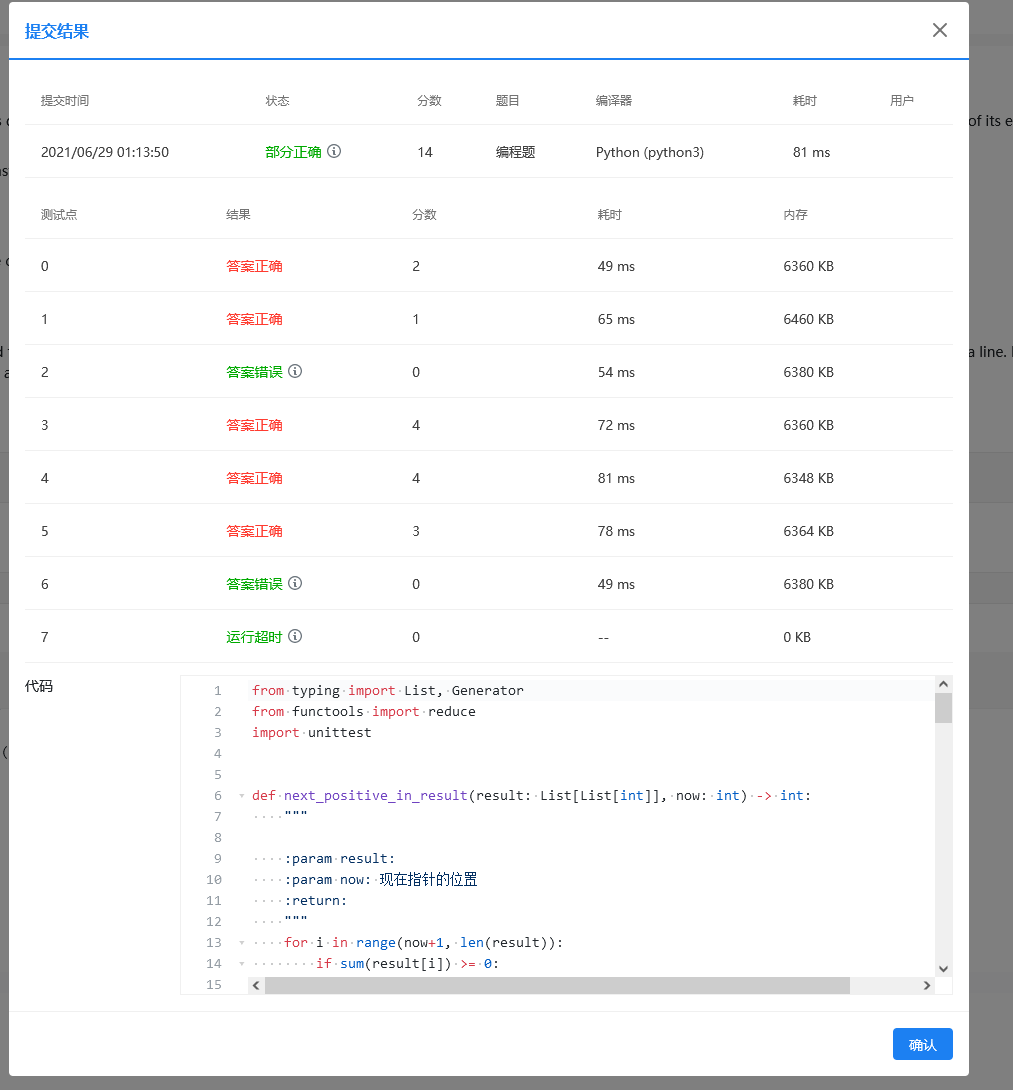 提交结果
提交时间 状态 分数 题目 编译器 耗时 用户
2021/06/29 01:13:50 部分正确 14 编程题 Python (python3) 81 ms
测试点 结果 分数 耗时 内存
0 答案正确 2 49 ms 6360 KB
1 答案正确 1 65 ms 6460 KB
2 答案错误 0 54 ms 6380 KB
3 答案正确 4 72 ms 6360 KB
4 答案正确 4 81 ms 6348 KB
5 答案正确 3 78 ms 6364 KB
6 答案错误 0 49 ms 6380 KB
7 运行超时 0 -- 0 KB
代码
1 from typing import List, Generator
2 from functools import reduce
3 import unittest
4
5
6 def next_positive_in_result(result: List[List[int]], now: int) -> int:
7 """
8
9 :param result:
10 :param now: 现在指针的位置
11 :return:
12 """
13 for i in range(now+1, len(result)):
14 if sum(result[i]) >= 0:
15
确认
of its e
a line.